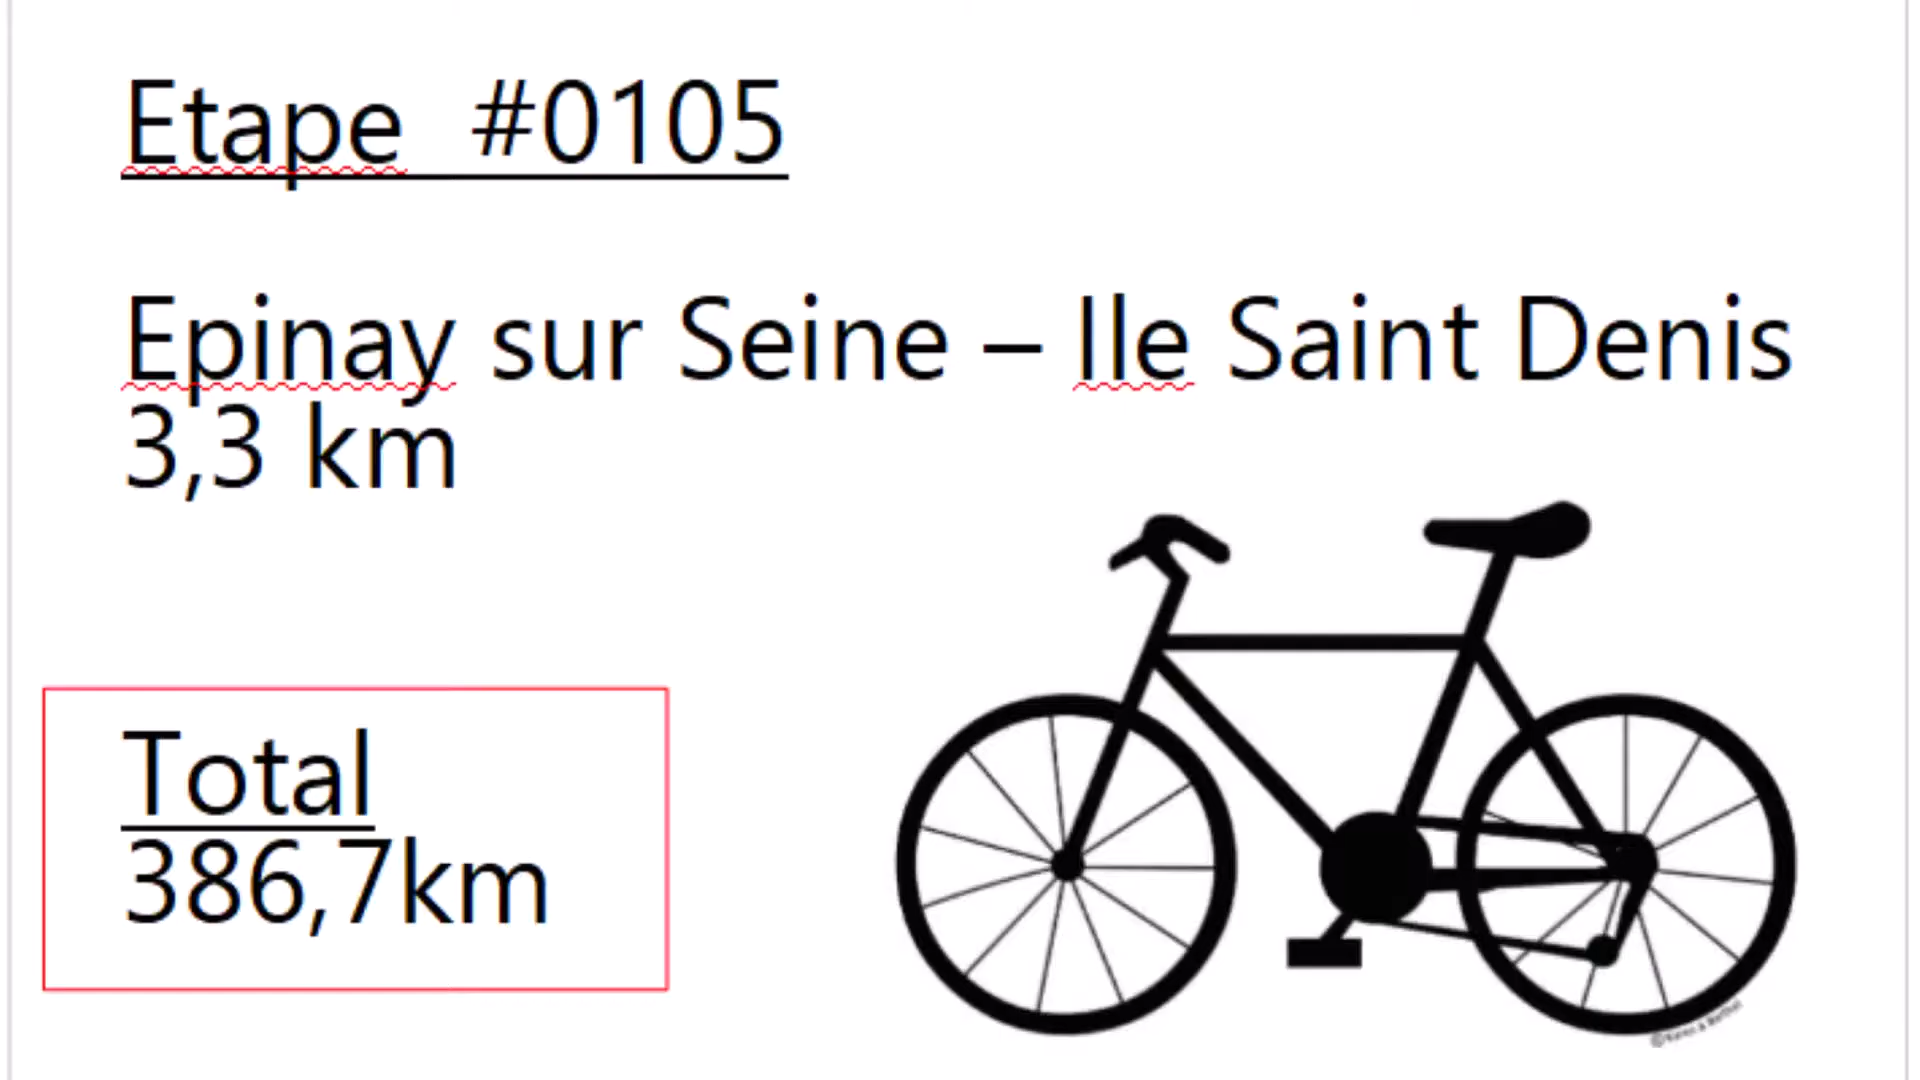 Etape  #0105
Epinay sur Seine – Ile Saint Denis
3,3 km
Total
386,7km